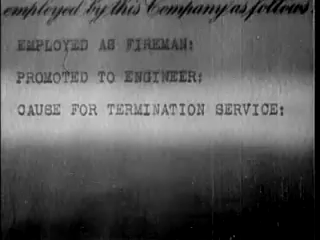 employed by this Company as follows:
EMPLOYED AS FIREMAN:
PROMOTED TO ENGINEER:
CAUSE FOR TERMINATION SERVICE: